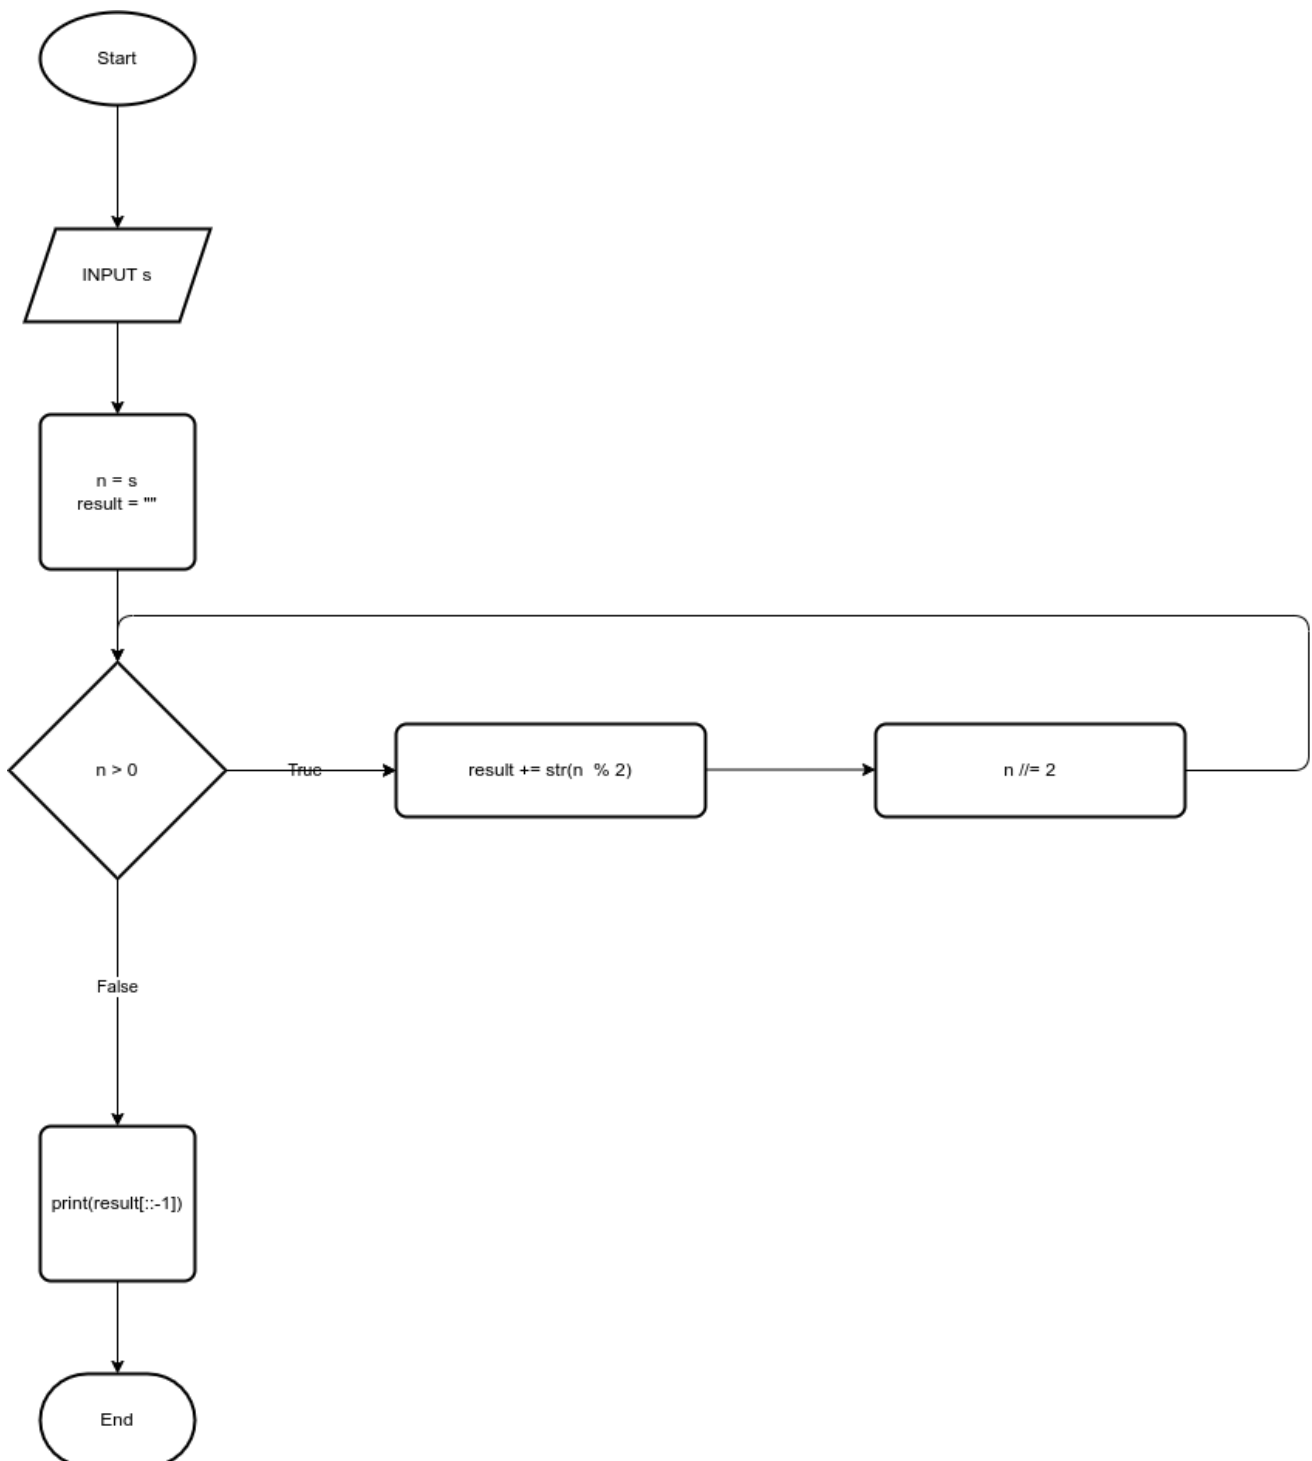 Start
INPUT s
n = s
result = ""
n > 0
True
result += str(n  % 2)
n //= 2
False
print(result[::-1])
End